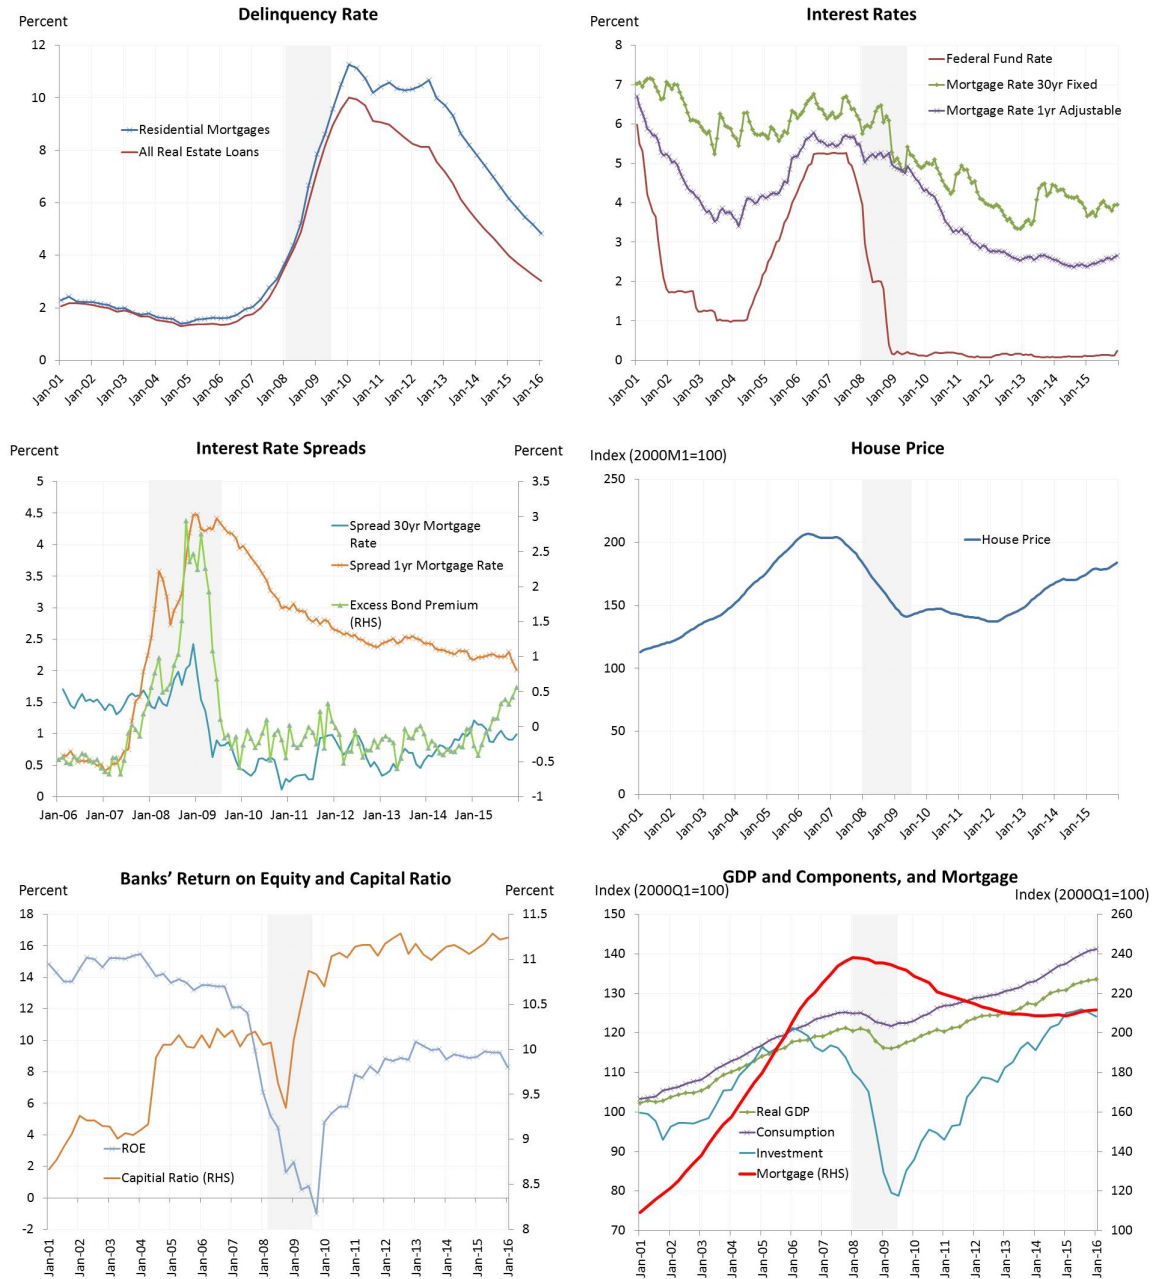 Delinquency Rate
Percent
12
10
8
6
4
2
0
Residential Mortgages
All Real Estate Loans
Jan-01
Jan-02
Jan-03
Jan-04
Jan-05
Jan-06
Jan-07
Jan-08
Jan-09
Jan-10
Jan-11
Jan-12
Jan-13
Jan-14
Jan-15
Jan-16
Interest Rates
Percent
8
7
6
5
4
3
2
1
0
Federal Fund Rate
Mortgage Rate 30yr Fixed
Mortgage Rate 1yr Adjustable
Jan-01
Jan-02
Jan-03
Jan-04
Jan-05
Jan-06
Jan-07
Jan-08
Jan-09
Jan-10
Jan-11
Jan-12
Jan-13
Jan-14
Jan-15
Interest Rate Spreads
Percent
Percent
5
4.5
4
3.5
3
2.5
2
1.5
1
0.5
0
3.5
3
2.5
2
1.5
1
0.5
0
-0.5
-1
Spread 30yr Mortgage
Rate
Spread 1yr Mortgage Rate
Excess Bond Premium
(RHS)
Jan-06
Jan-07
Jan-08
Jan-09
Jan-10
Jan-11
Jan-12
Jan-13
Jan-14
Jan-15
House Price
Index (2000M1=100)
250
200
150
100
50
0
House Price
Jan-01
Jan-02
Jan-03
Jan-04
Jan-05
Jan-06
Jan-07
Jan-08
Jan-09
Jan-10
Jan-11
Jan-12
Jan-13
Jan-14
Jan-15
Banks' Return on Equity and Capital Ratio
Percent
Percent
18
16
14
12
10
8
6
4
2
0
-2
11.5
11
10.5
10
9.5
9
8.5
8
ROE
Capitial Ratio (RHS)
Jan-01
Jan-02
Jan-03
Jan-04
Jan-05
Jan-06
Jan-07
Jan-08
Jan-09
Jan-10
Jan-11
Jan-12
Jan-13
Jan-14
Jan-15
Jan-16
GDP and Components, and Mortgage
Index (2000Q1=100)
Index (2000Q1=100)
150
140
130
120
110
100
90
80
70
260
240
220
200
180
160
140
120
100
Real GDP
Consumption
Investment
Mortgage (RHS)
Jan-01
Jan-02
Jan-03
Jan-04
Jan-05
Jan-06
Jan-07
Jan-08
Jan-09
Jan-10
Jan-11
Jan-12
Jan-13
Jan-14
Jan-15
Jan-16